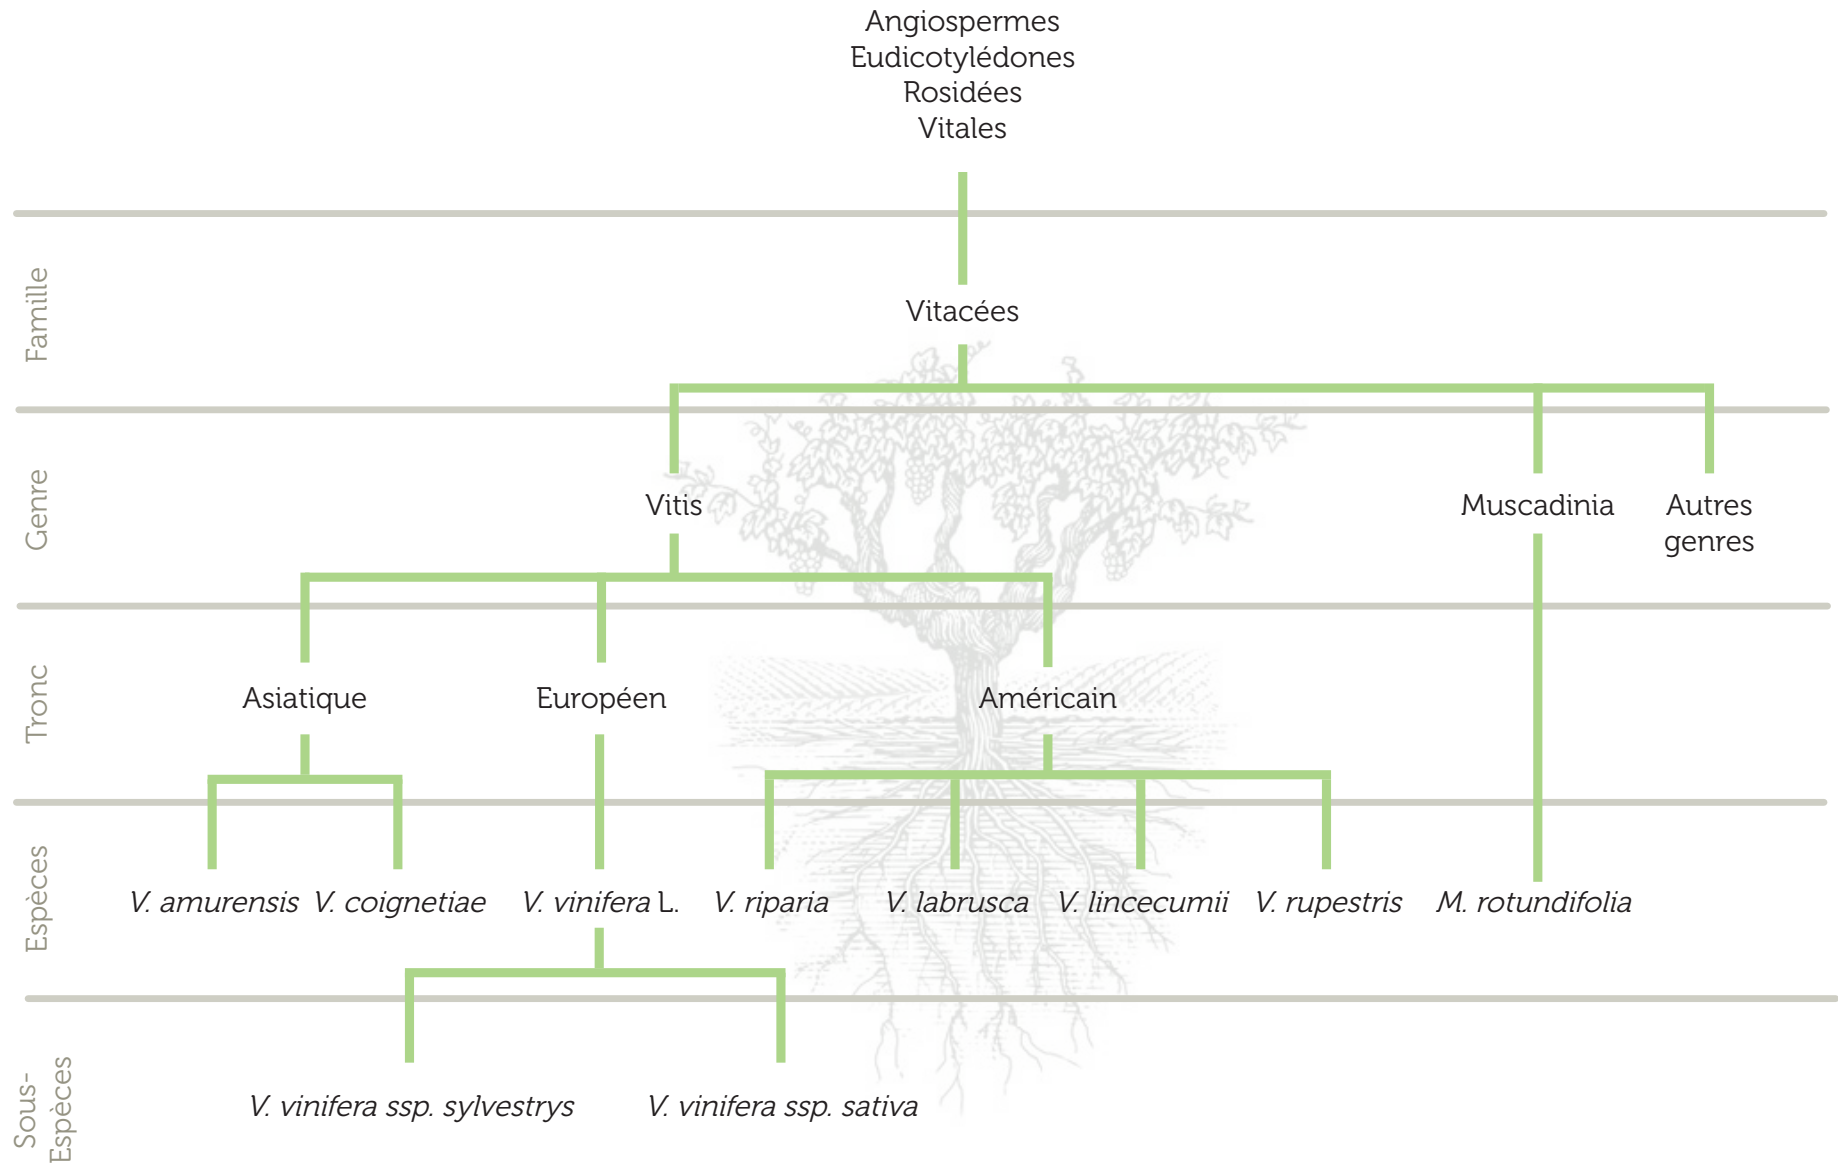 Angiospermes
Eudicotylédones
Rosidées
Vitales
Famille
Vitacées
Genre
Vitis
Muscadinia
Autres
genres
Tronc
Asiatique
Européen
Américain
Espèces
V. amurensis
V. coignetiae
V. vinifera L.
V. riparia
V. labrusca
V. lincecumii
V. rupestris
M. rotundifolia
Sous-
Espèces
V. vinifera ssp. sylvestrys
V. vinifera ssp. sativa